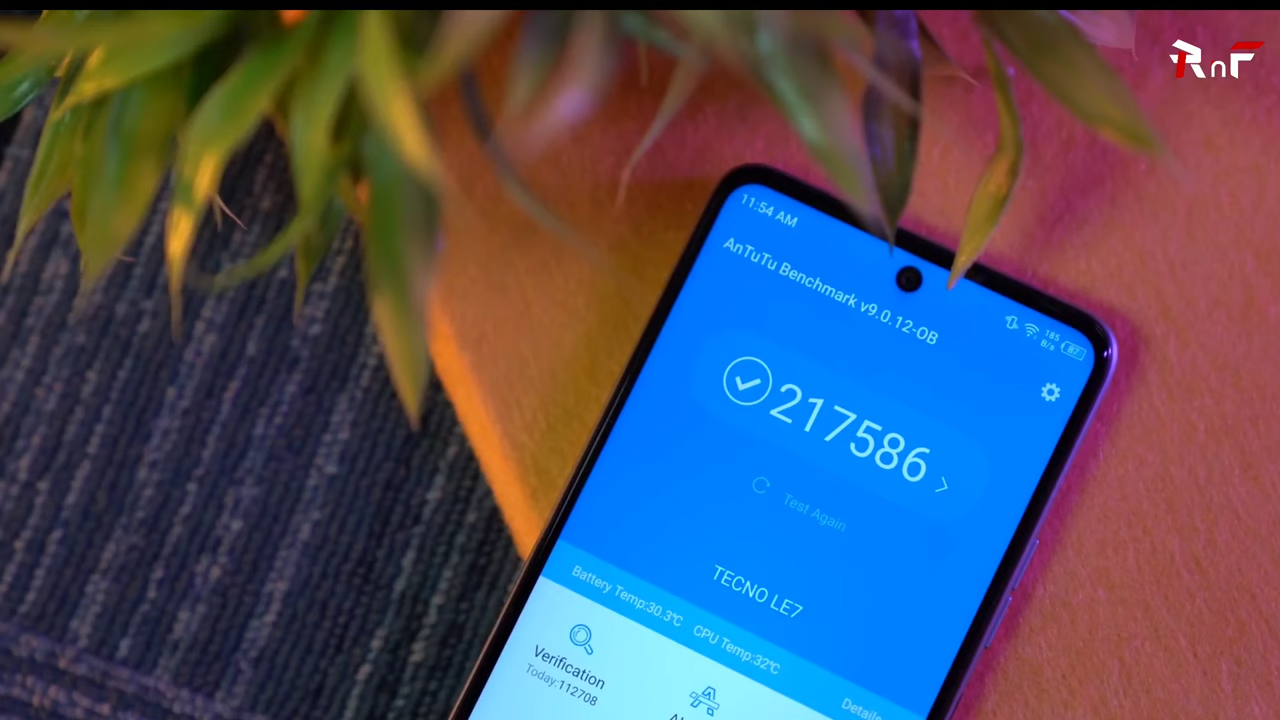 RnF
11:54 AM
185
B/s
87
AnTuTu Benchmark v9.0.12-OB
217586
Test Again
TECNO LE7
Battery Temp:30.3℃ CPU Temp:32℃
Details
Verification
Today:112708